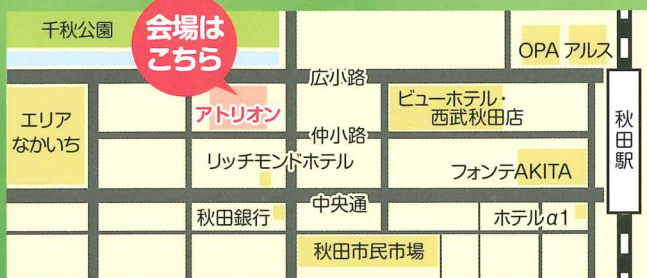 千秋公園
会場は
こちら
OPA アルス
広小路
アトリオン
ビューホテル・
西武秋田店
エリア
なかいち
秋田駅
仲小路
リッチモンドホテル
フォンテAKITA
中央通
秋田銀行
ホテルα1
秋田市民市場